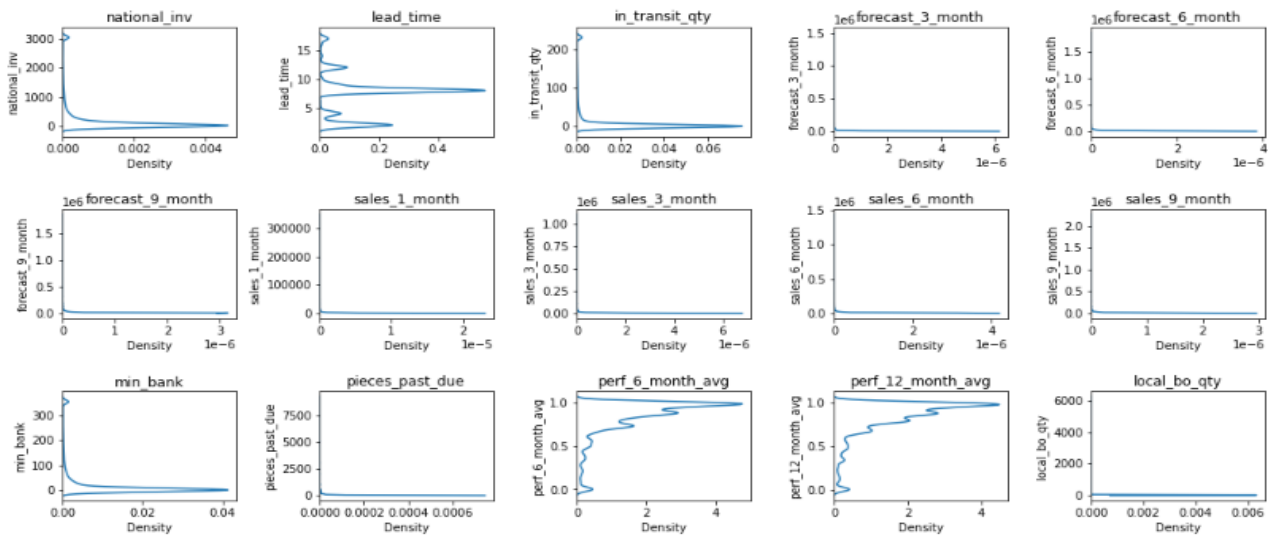 national_inv
national_inv
3000
2000
1000
0
0.000 0.002 0.004
Density
lead_time
lead_time
15
10
5
0.0 0.2 0.4
Density
in_transit_qty
in_transit_qty
200
100
0
0.00 0.02 0.04 0.06
Density
1e6 forecast_3_month
forecast_3_month
1.5
1.0
0.5
0.0
0 2 4 6
Density 1e−6
1e6 forecast_6_month
forecast_6_month
1.5
1.0
0.5
0.0
0 2 4
Density 1e−6
1e6 forecast_9_month
forecast_9_month
1.5
1.0
0.5
0.0
0 1 2 3
Density 1e−6
sales_1_month
sales_1_month
300000
200000
100000
0
0 1 2
Density 1e−5
1e6 sales_3_month
sales_3_month
1.00
0.75
0.50
0.25
0.00
0 2 4 6
Density 1e−6
1e6 sales_6_month
sales_6_month
1.5
1.0
0.5
0.0
0 2 4
Density 1e−6
1e6 sales_9_month
sales_9_month
2.0
1.5
1.0
0.5
0.0
0 1 2 3
Density 1e−6
min_bank
min_bank
300
200
100
0
0.00 0.02 0.04
Density
pieces_past_due
pieces_past_due
7500
5000
2500
0
0.0000 0.0002 0.0004 0.0006
Density
perf_6_month_avg
perf_6_month_avg
1.0
0.5
0.0
0 2 4
Density
perf_12_month_avg
perf_12_month_avg
1.0
0.5
0.0
0 2 4
Density
local_bo_qty
local_bo_qty
6000
4000
2000
0
0.000 0.002 0.004 0.006
Density